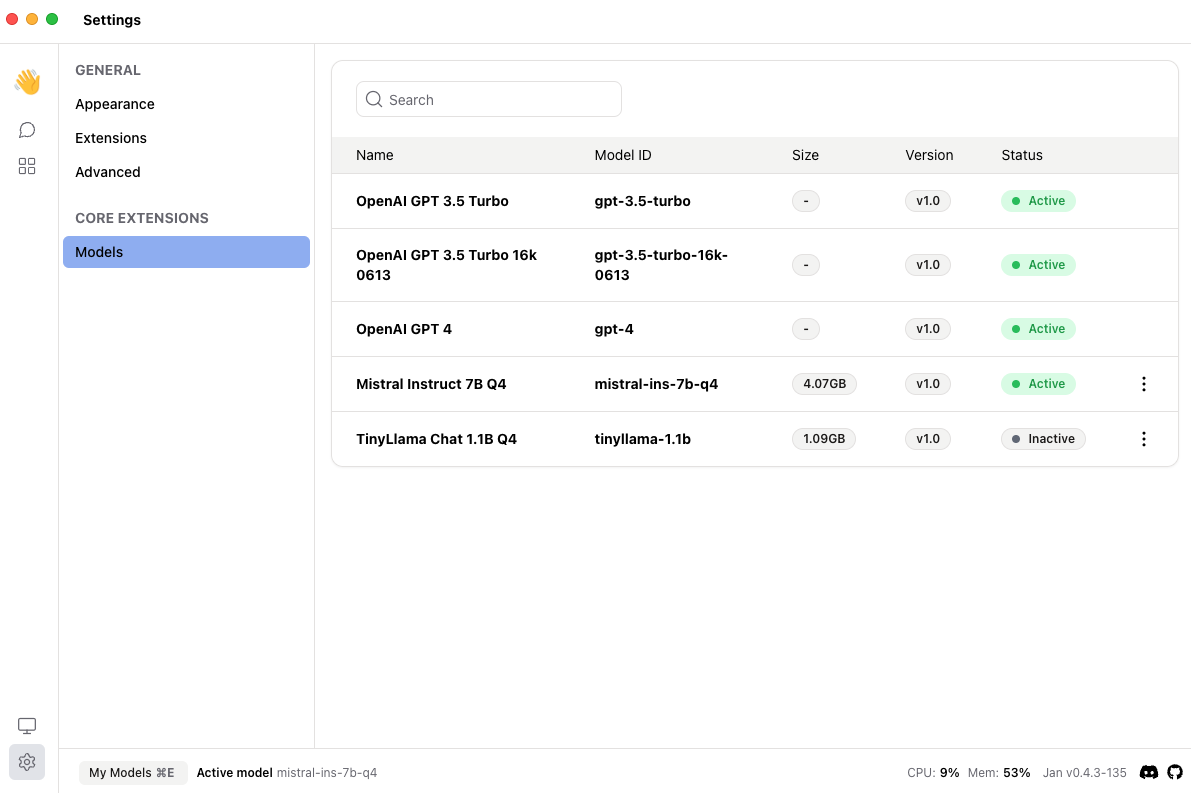 Settings
GENERAL
Appearance
Extensions
Advanced
CORE EXTENSIONS
Models
Search
Name Model ID Size Version Status
OpenAI GPT 3.5 Turbo gpt-3.5-turbo - v1.0 Active
OpenAI GPT 3.5 Turbo 16k gpt-3.5-turbo-16k- - v1.0 Active
0613 0613
OpenAI GPT 4 gpt-4 - v1.0 Active
Mistral Instruct 7B Q4 mistral-ins-7b-q4 4.07GB v1.0 Active
TinyLlama Chat 1.1B Q4 tinyllama-1.1b 1.09GB v1.0 Inactive
My Models ⌘E Active model mistral-ins-7b-q4 CPU: 9% Mem: 53% Jan v0.4.3-135